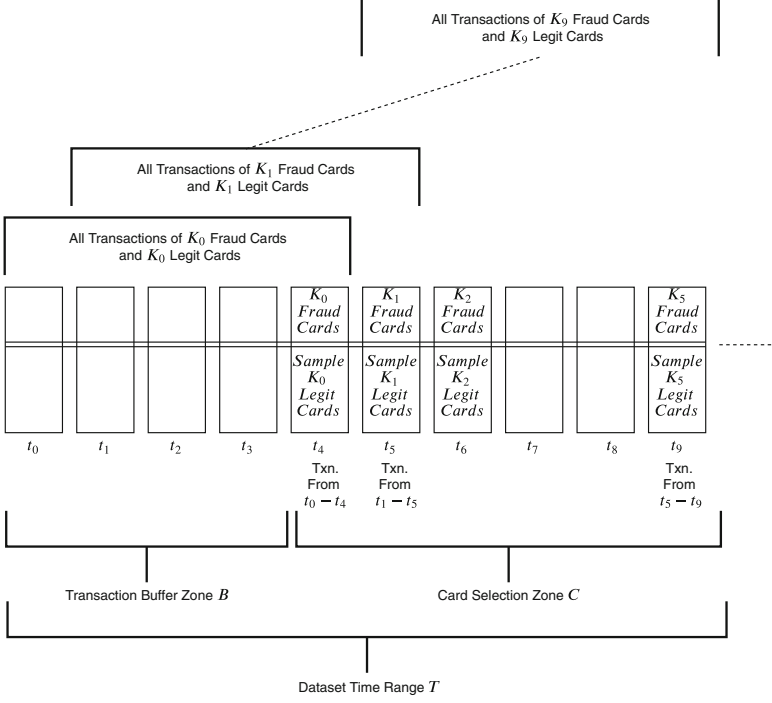 All Transactions of K₉ Fraud Cards
and K₉ Legit Cards
All Transactions of K₁ Fraud Cards
and K₁ Legit Cards
All Transactions of K₀ Fraud Cards
and K₀ Legit Cards
K₀
Fraud
Cards
K₁
Fraud
Cards
K₂
Fraud
Cards
K₅
Fraud
Cards
Sample
K₀
Legit
Cards
Sample
K₁
Legit
Cards
Sample
K₂
Legit
Cards
Sample
K₅
Legit
Cards
t₀ t₁ t₂ t₃ t₄ t₅ t₆ t₇ t₈ t₉
Txn.
From
t₀ – t₄
Txn.
From
t₁ – t₅
Txn.
From
t₅ – t₉
Transaction Buffer Zone B
Card Selection Zone C
Dataset Time Range T